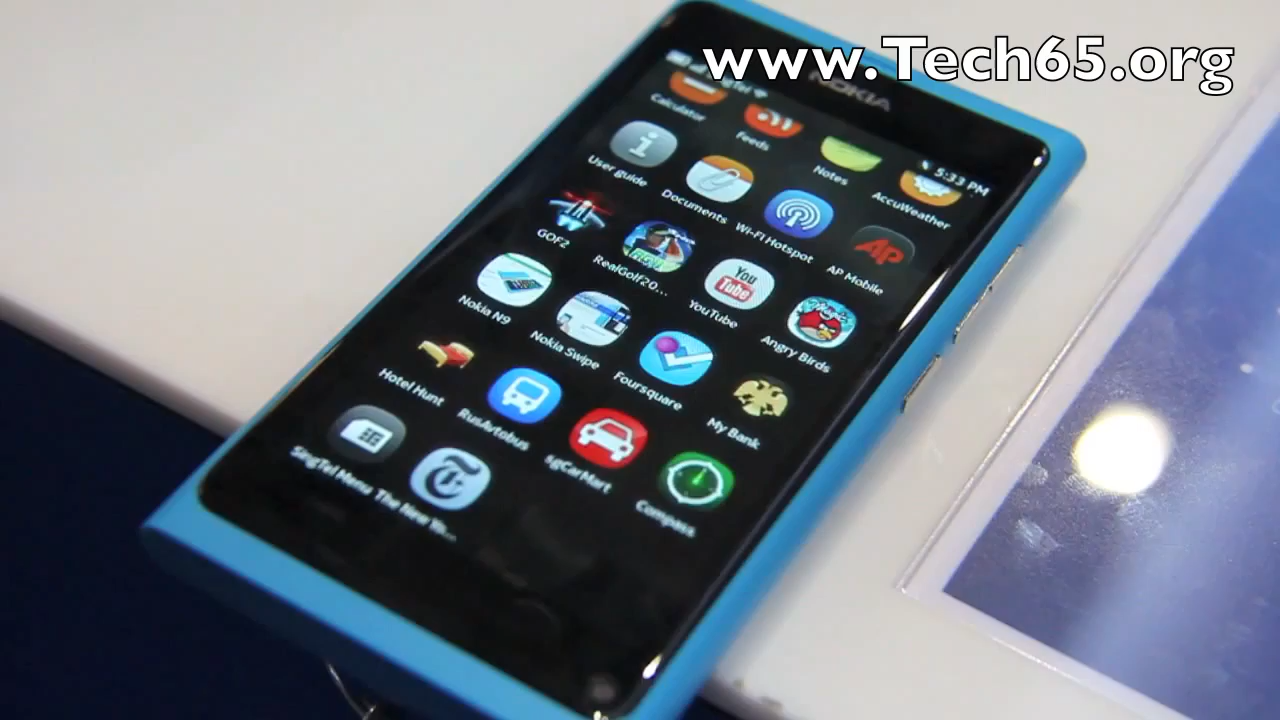 www.Tech65.org
NOKIA
SingTel
5:33 PM
Calculator
Feeds
Notes
AccuWeather
User guide
Documents
Wi-Fi Hotspot
AP
AP Mobile
GOF2
RealGolf20...
You
Tube
YouTube
Angry Birds
Nokia N9
Nokia Swipe
Foursquare
My Bank
Hotel Hunt
RusAvtobus
sgCarMart
Compass
SingTel Menu
The New Yo...